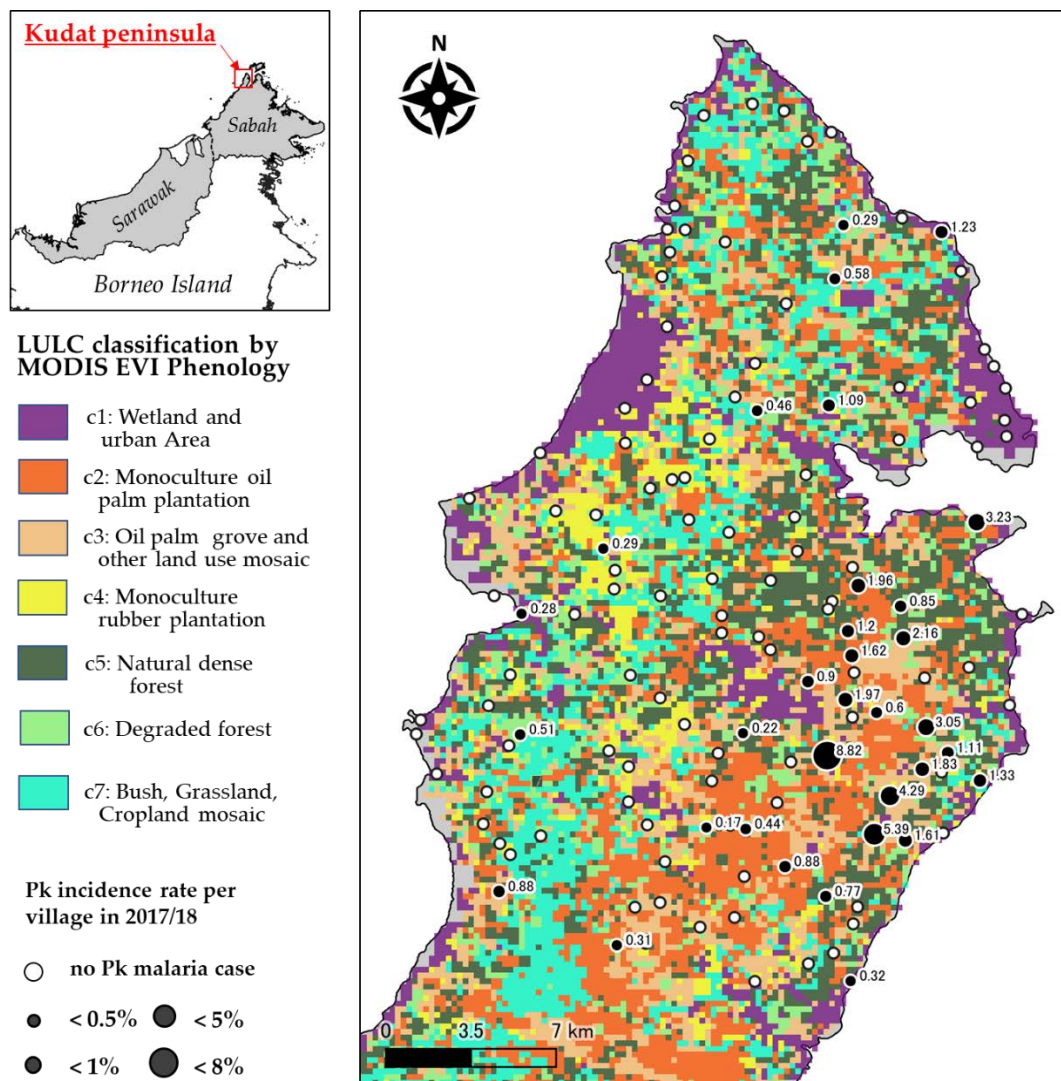 Kudat peninsula
Sabah
Sarawak
Borneo Island
LULC classification by
MODIS EVI Phenology
c1: Wetland and
urban Area
c2: Monoculture oil
palm plantation
c3: Oil palm grove and
other land use mosaic
c4: Monoculture
rubber plantation
c5: Natural dense
forest
c6: Degraded forest
c7: Bush, Grassland,
Cropland mosaic
Pk incidence rate per
village in 2017/18
no Pk malaria case
< 0.5%
< 5%
< 1%
< 8%
N
0.29
1.23
0.58
0.46
1.09
3.23
0.29
1.96
0.85
0.28
1.2
2.16
1.62
0.9
1.97
0.6
3.05
0.51
0.22
8.82
1.11
1.83
1.33
4.29
0.17
0.44
5.39
1.61
0.88
0.88
0.77
0.31
0.32
0
3.5
7 km